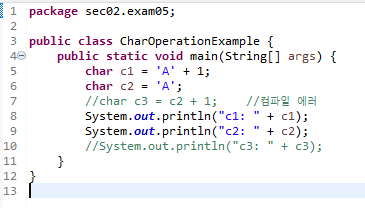 1 package sec02.exam05;
2
3 public class CharOperationExample {
4 public static void main(String[] args) {
5 char c1 = 'A' + 1;
6 char c2 = 'A';
7 //char c3 = c2 + 1; //컴파일 에러
8 System.out.println("c1: " + c1);
9 System.out.println("c2: " + c2);
10 //System.out.println("c3: " + c3);
11 }
12 }
13